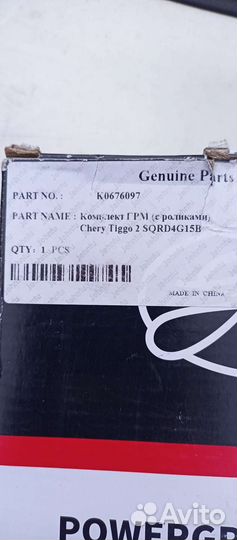 Genuine Parts
PART NO. : K0676097
PART NAME : Комплект ГРМ (с роликами)
Chery Tiggo 2 SQRD4G15B
QTY: 1 PCS
MADE IN CHINA
Avito
POWERGR